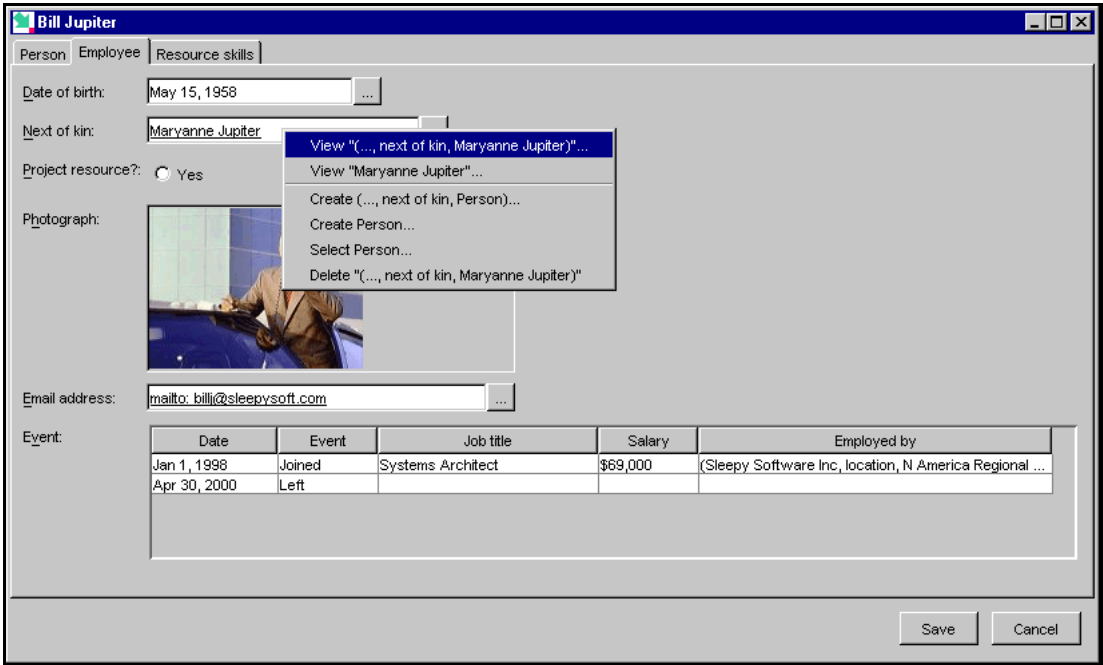 Bill Jupiter
Person Employee Resource skills
Date of birth: May 15, 1958 ...
Next of kin: Maryanne Jupiter
View "(..., next of kin, Maryanne Jupiter)"...
View "Maryanne Jupiter"...
Create (..., next of kin, Person)...
Create Person...
Select Person...
Delete "(..., next of kin, Maryanne Jupiter)"
Project resource?: Yes
Photograph:
Email address: mailto: billj@sleepysoft.com ...
Event:
Date Event Job title Salary Employed by
Jan 1, 1998 Joined Systems Architect $69,000 (Sleepy Software Inc, location, N America Regional ...
Apr 30, 2000 Left
Save Cancel